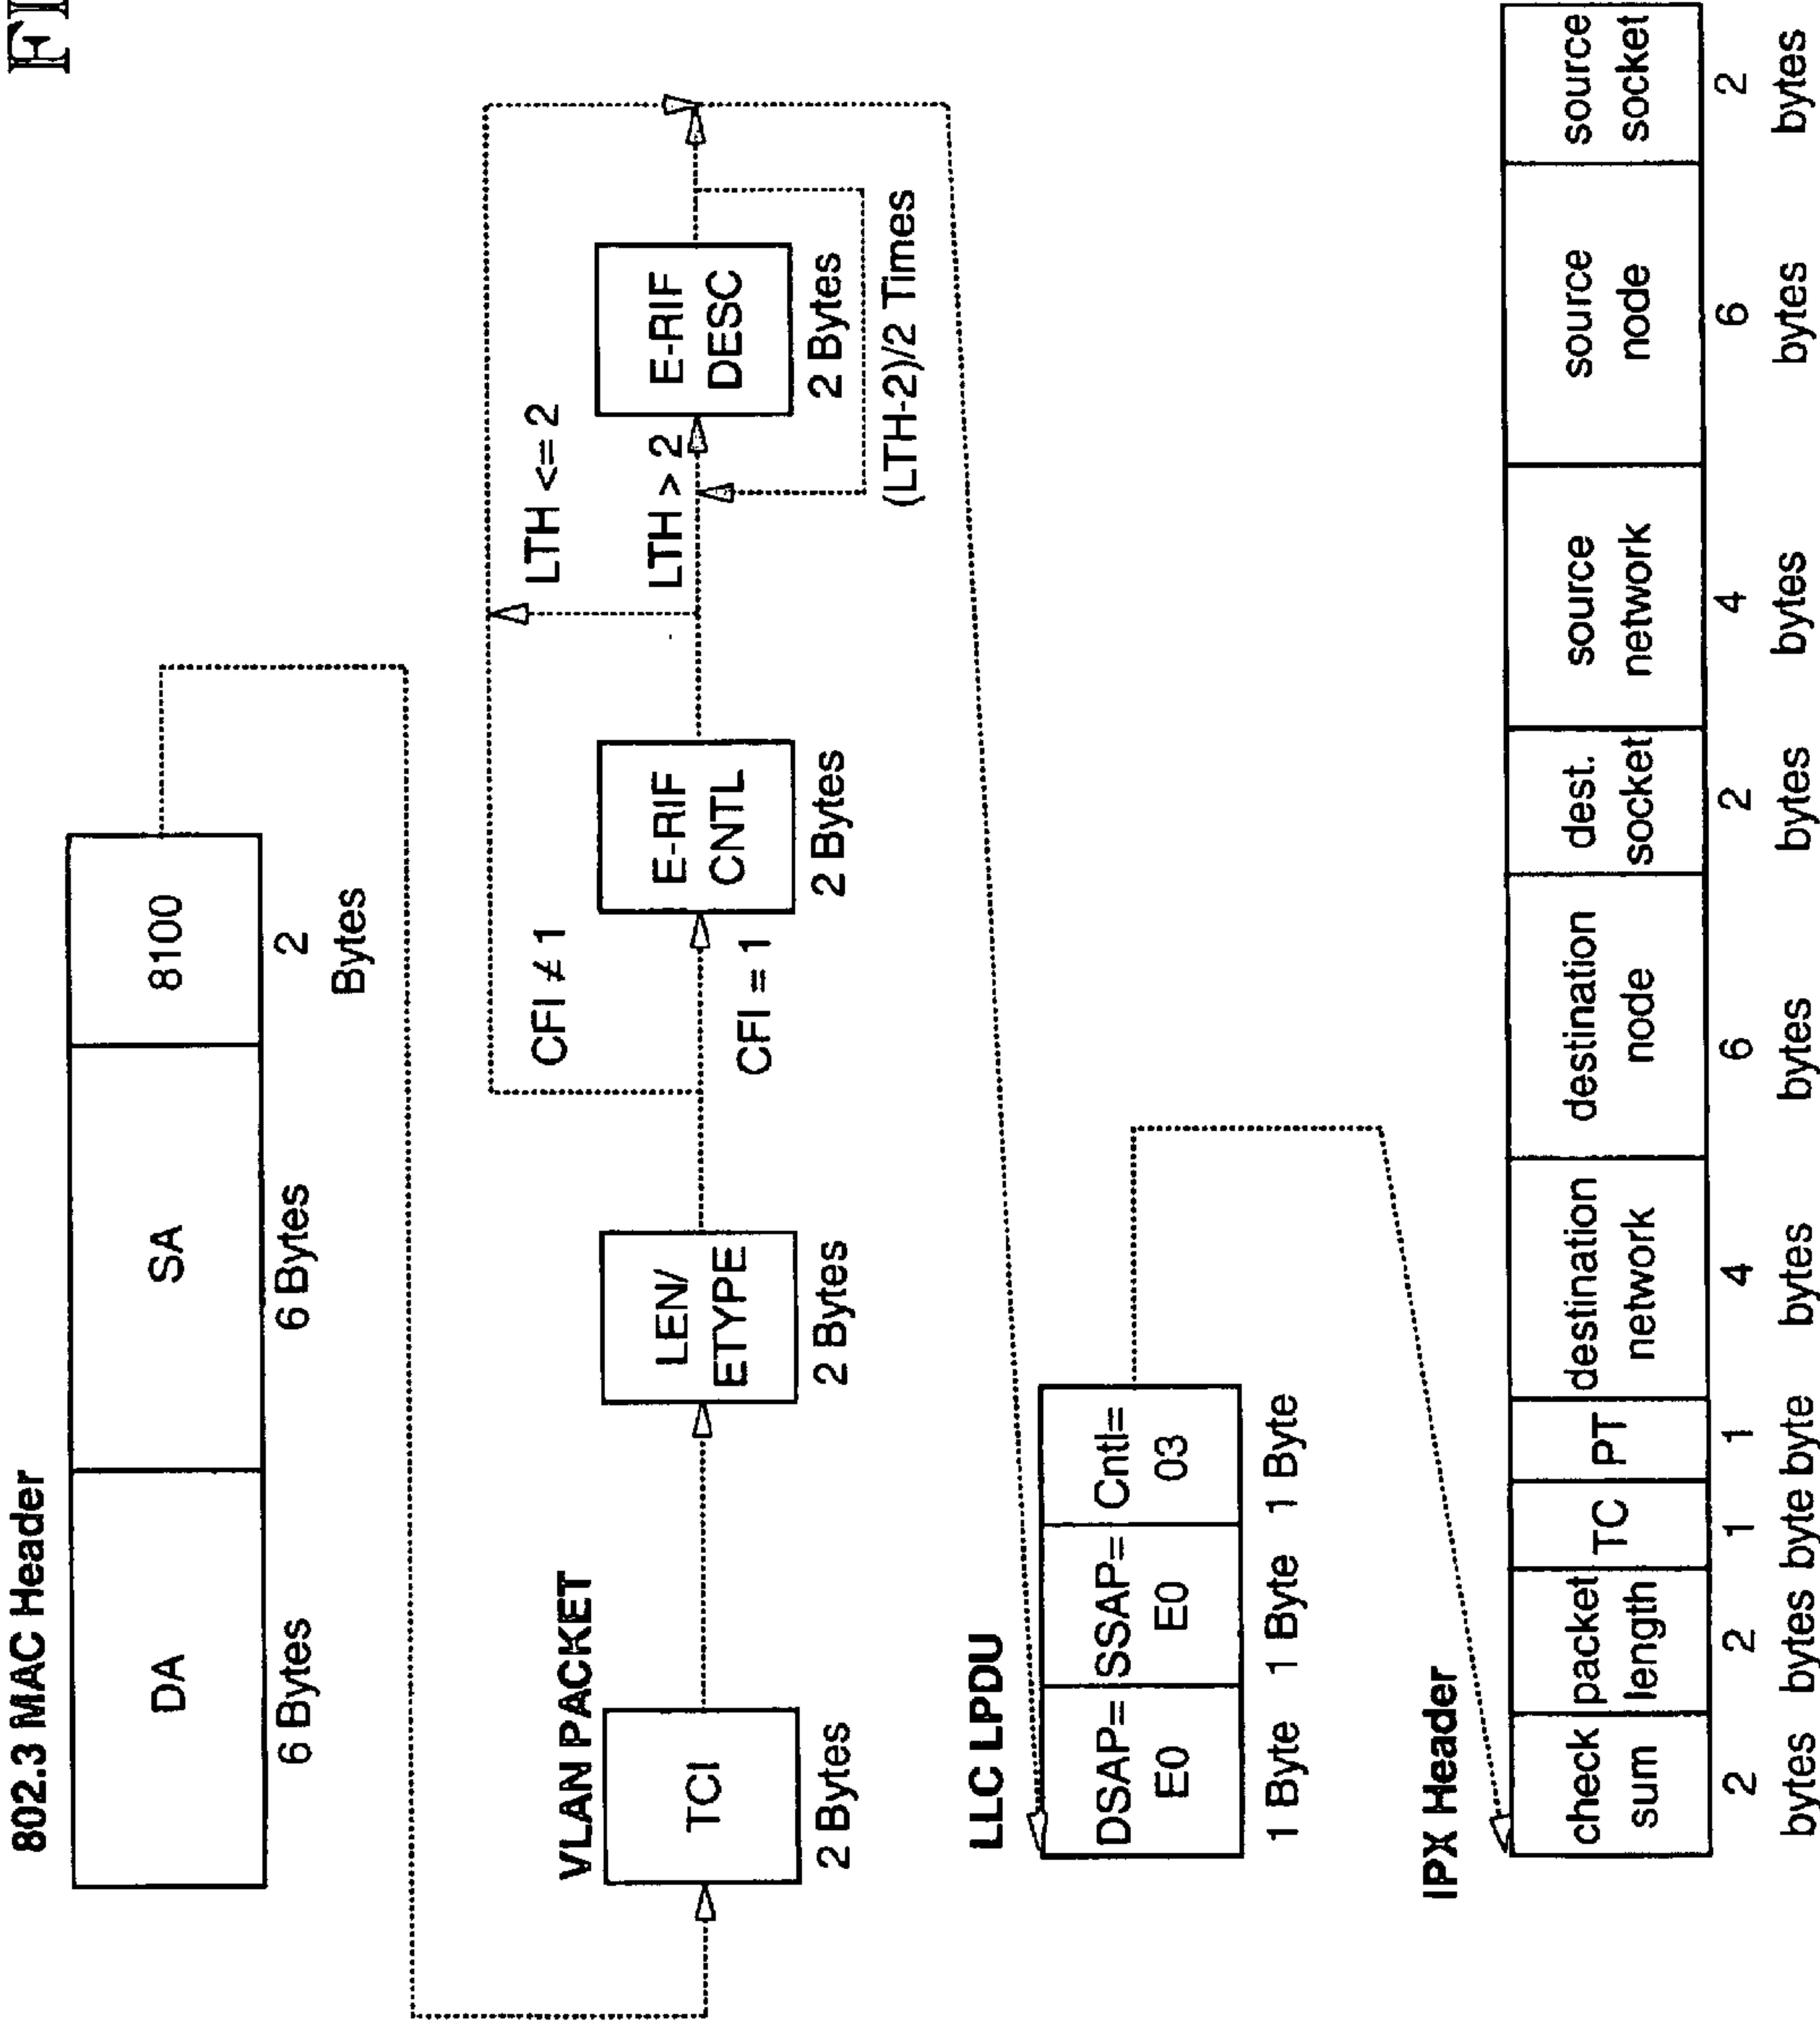 FI
802.3 MAC Header
DA
SA
8100
6 Bytes
6 Bytes
2
Bytes
VLAN PACKET
TCI
2 Bytes
LEN/
ETYPE
2 Bytes
CFI ≠ 1
CFI = 1
E-RIF
CNTL
2 Bytes
LTH <= 2
LTH > 2
E-RIF
DESC
2 Bytes
(LTH-2)/2 Times
LLC LPDU
DSAP=
E0
SSAP=
E0
Cntl=
03
1 Byte
1 Byte
1 Byte
IPX Header
check
sum
packet
length
TC
PT
destination
network
destination
node
dest.
socket
source
network
source
node
source
socket
2 2 1 1 4 6 2 4 6 2
bytes bytes byte byte bytes bytes bytes bytes bytes bytes